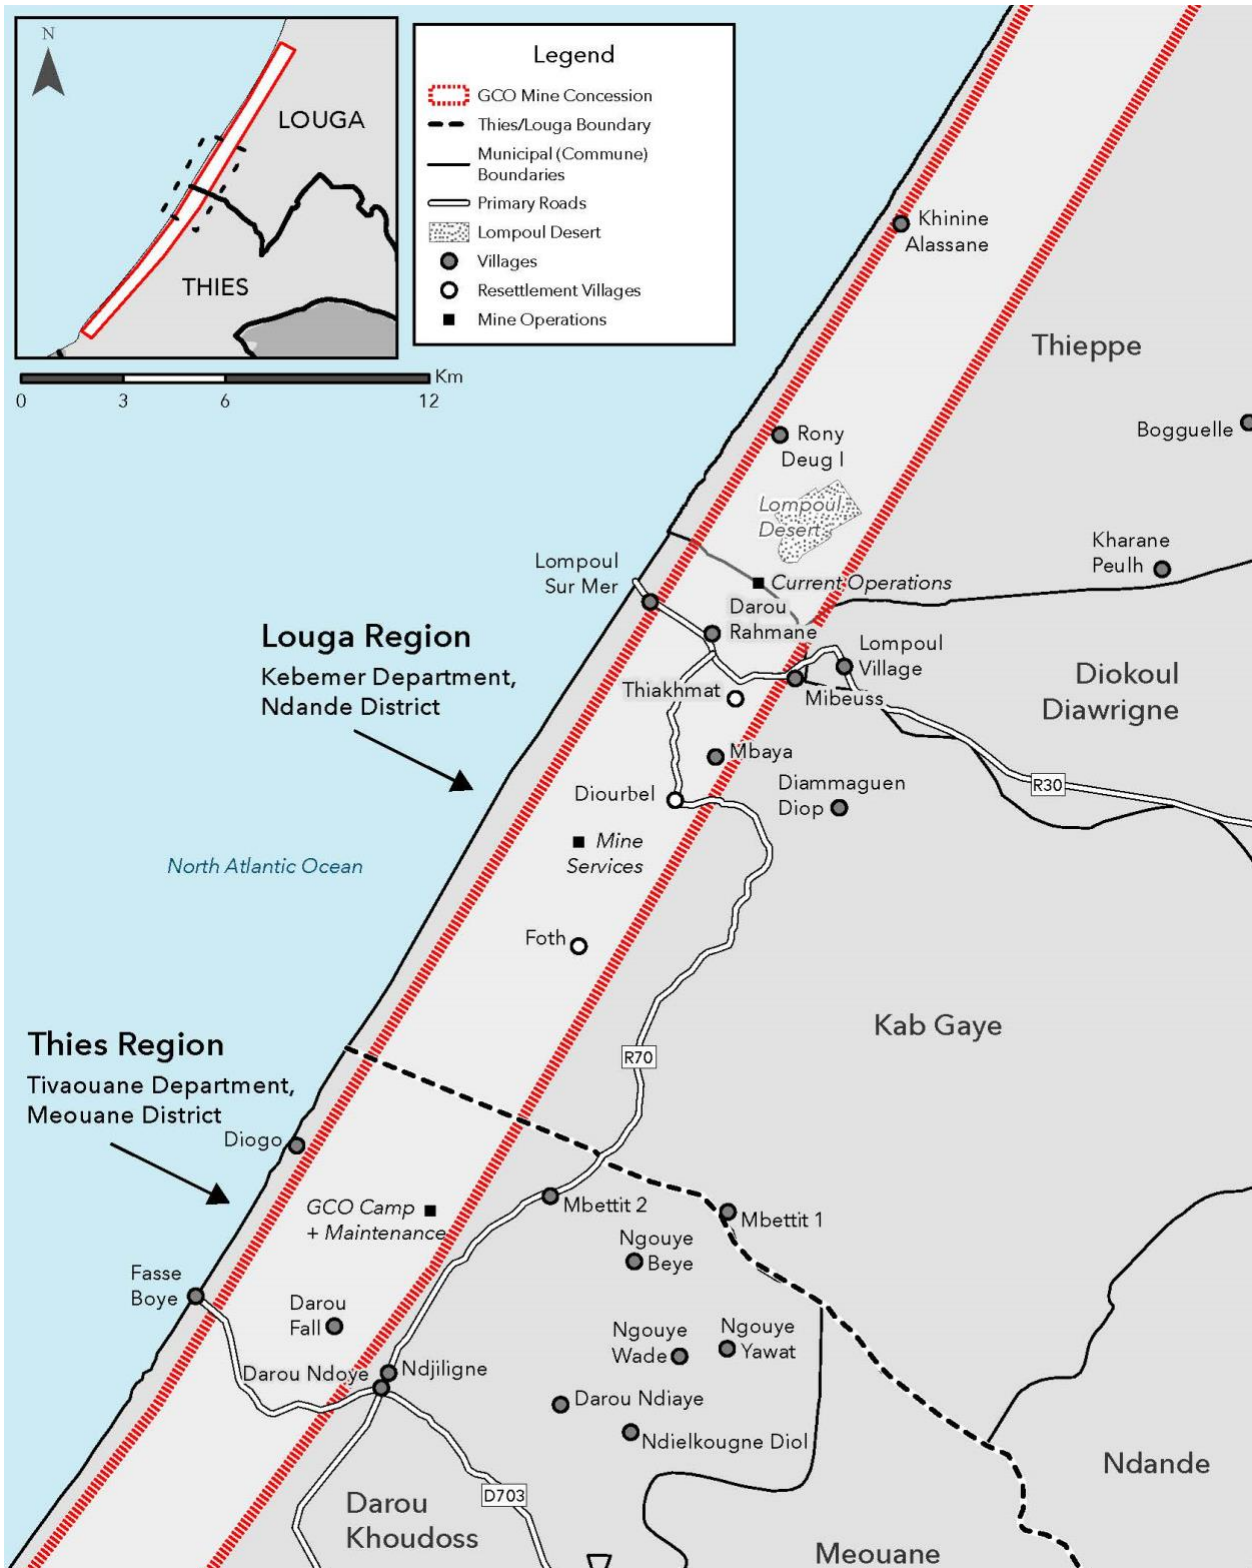 N
LOUGA
THIES
0
3
6
12
Km
Legend
GCO Mine Concession
Thies/Louga Boundary
Municipal (Commune)
Boundaries
Primary Roads
Lompoul Desert
Villages
Resettlement Villages
Mine Operations
Khinine
Alassane
Thieppe
Bogguelle
Rony
Deug I
Lompoul
Desert
Kharane
Peulh
Lompoul
Sur Mer
Current Operations
Darou
Rahmane
Louga Region
Kebemer Department,
Ndande District
Lompoul
Village
Thiakhmat
Mibeuss
Diokoul
Diawrigne
Mbaya
Diourbel
Diammaguen
Diop
R30
Mine
Services
North Atlantic Ocean
Foth
Kab Gaye
Thies Region
Tivaouane Department,
Meouane District
R70
Diogo
GCO Camp
+ Maintenance
Mbettit 2
Mbettit 1
Ngouye
Beye
Fasse
Boye
Darou
Fall
Ngouye
Wade
Ngouye
Yawat
Darou Ndoye
Ndjiligne
Darou Ndiaye
Ndielkougne Diol
Ndande
D703
Darou
Khoudoss
Meouane